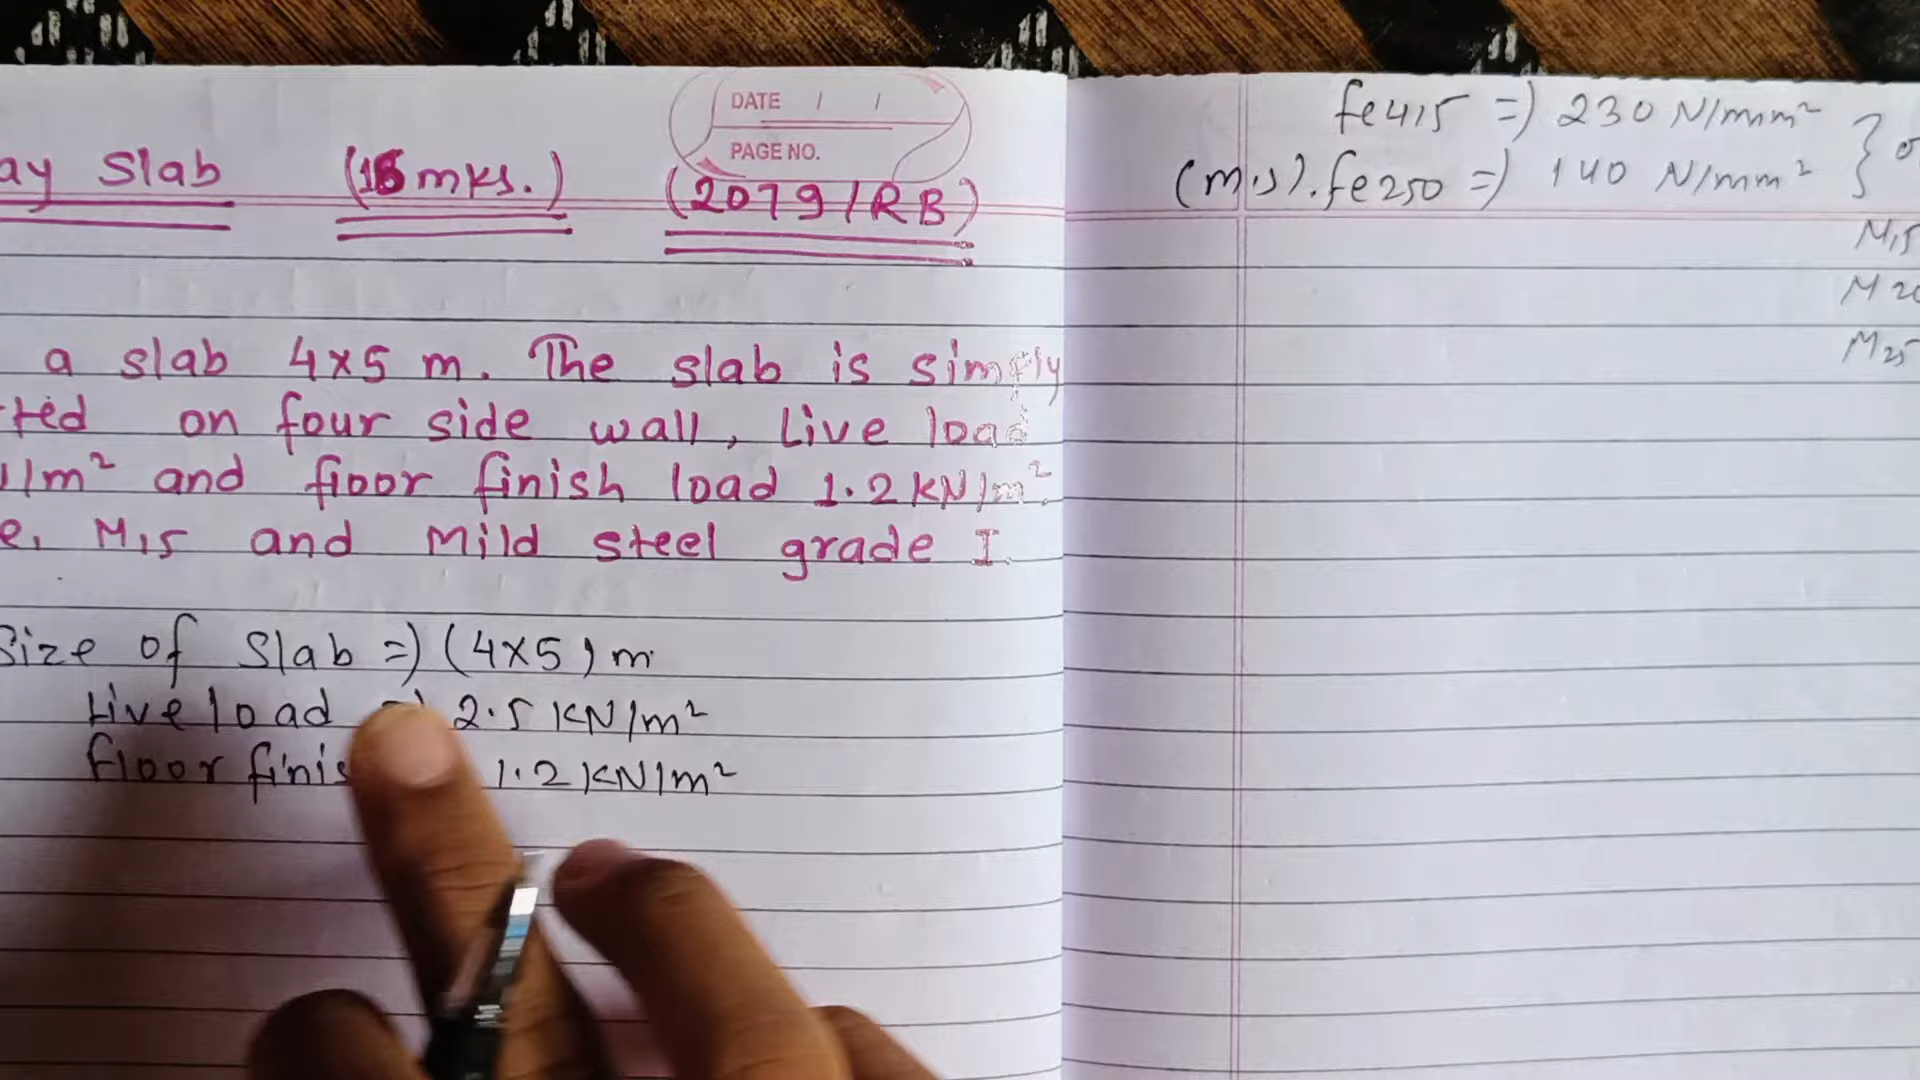 DATE / /
PAGE NO.
ay Slab (15 mks.) (2079/RB)
a slab 4x5 m. The slab is simply
rted on four side wall, Live load
/m² and floor finish load 1.2 KN/m².
e, M15 and Mild steel grade I.
Size of Slab => (4x5) m
Live load 2.5 KN/m²
floor finis 1.2 KN/m²
fe415 => 230 N/mm²
(m.s). fe250 => 140 N/mm²
M15
M20
M25